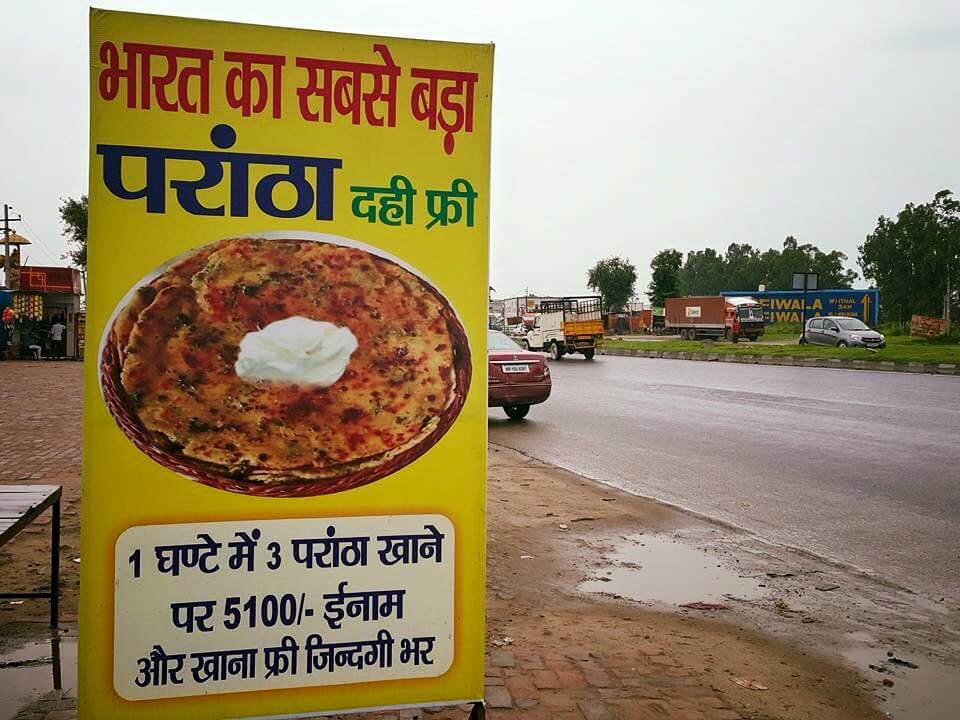 भारत का सबसे बड़ा
परांठा दही फ्री
1 घण्टे में 3 परांठा खाने
पर 5100/- ईनाम
और खाना फ्री जिन्दगी भर